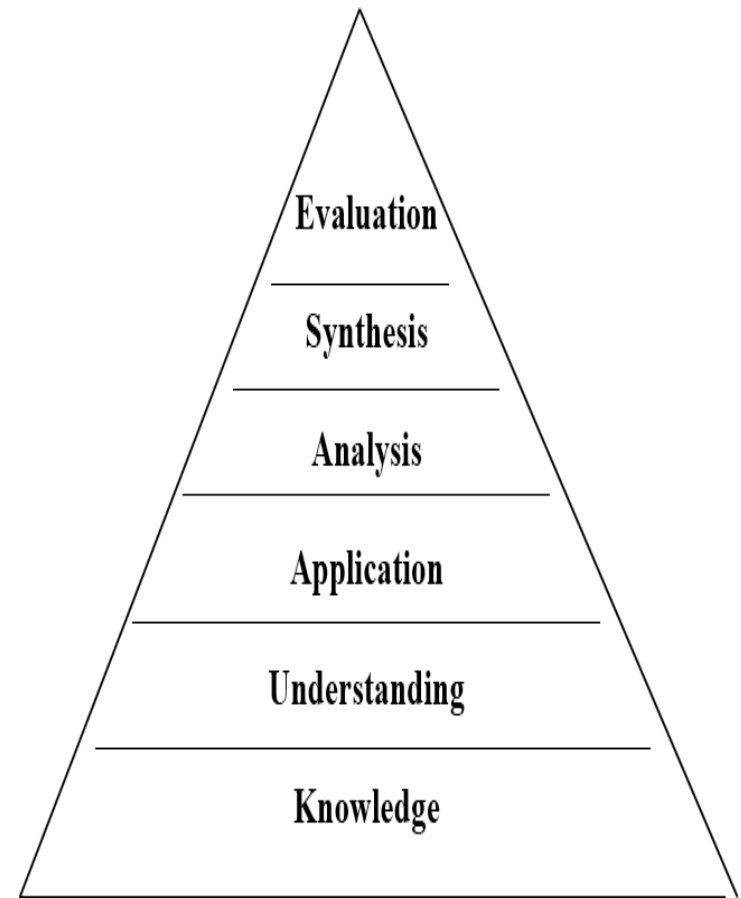 Evaluation
Synthesis
Analysis
Application
Understanding
Knowledge